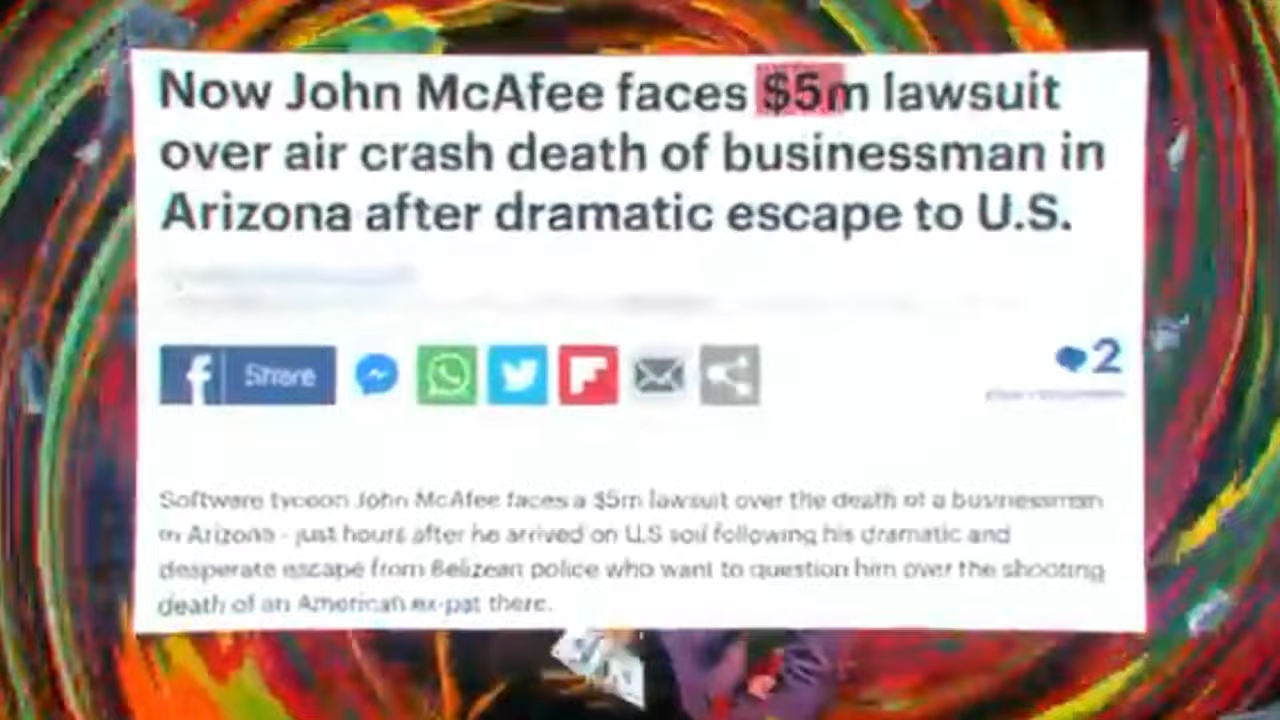 Now John McAfee faces $5m lawsuit
over air crash death of businessman in
Arizona after dramatic escape to U.S.
Share
2
Software tycoon John McAfee faces a $5m lawsuit over the death of a businessman
in Arizona - just hours after he arrived on U.S soil following his dramatic and
desperate escape from Belizean police who want to question him over the shooting
death of an American ex-pat there.